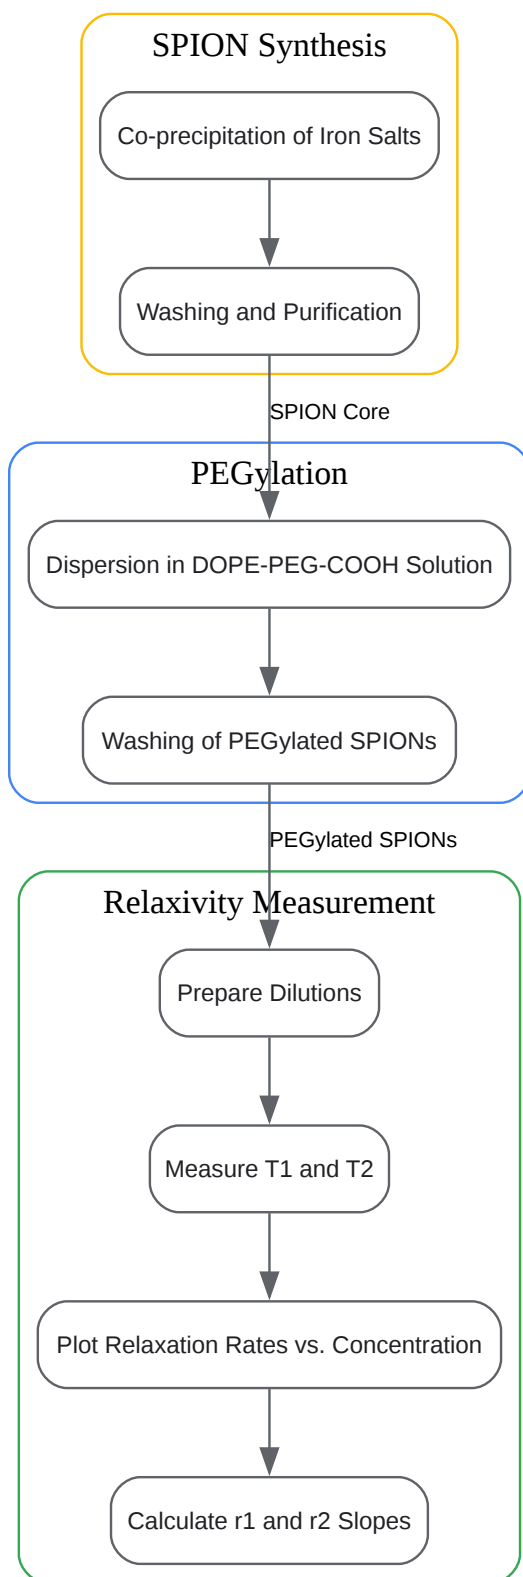 SPION Synthesis
Co-precipitation of Iron Salts
Washing and Purification
SPION Core
PEGylation
Dispersion in DOPE-PEG-COOH Solution
Washing of PEGylated SPIONs
PEGylated SPIONs
Relaxivity Measurement
Prepare Dilutions
Measure T1 and T2
Plot Relaxation Rates vs. Concentration
Calculate r1 and r2 Slopes